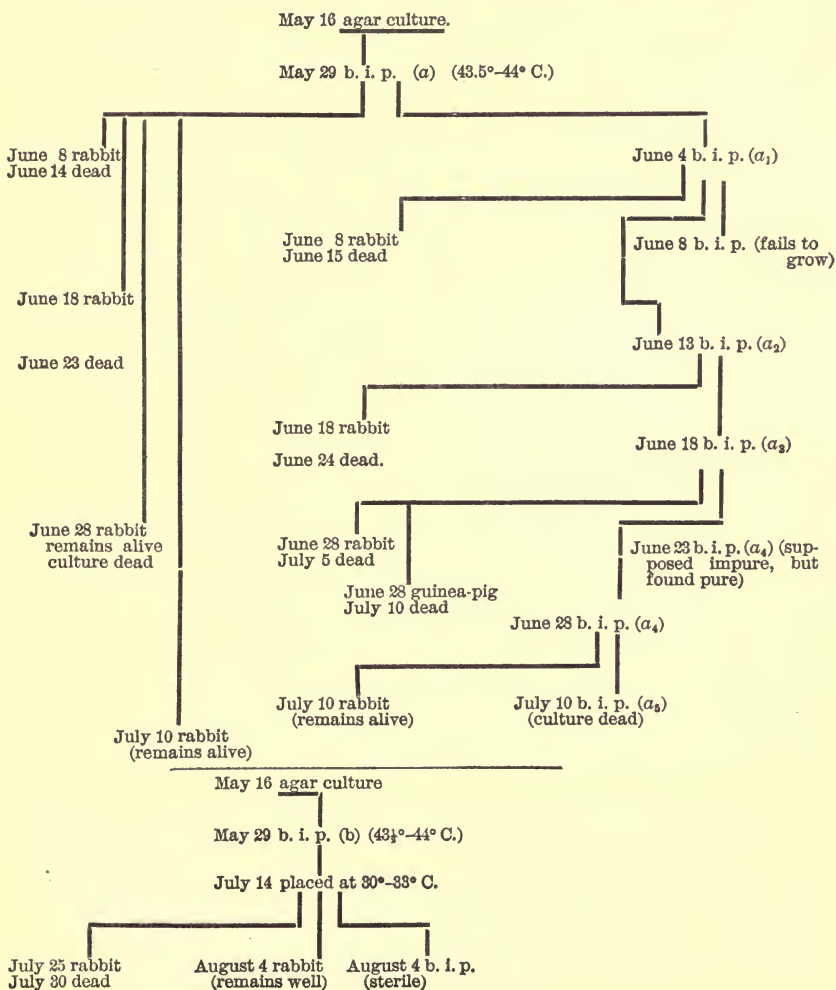 May 16 agar culture.
May 29 b. i. p. (a) (43.5°–44° C.)
June 8 rabbit
June 14 dead
June 4 b. i. p. (a₁)
June 8 rabbit
June 15 dead
June 8 b. i. p. (fails to
grow)
June 18 rabbit
June 23 dead
June 13 b. i. p. (a₂)
June 18 rabbit
June 24 dead.
June 18 b. i. p. (a₃)
June 28 rabbit
remains alive
culture dead
June 28 rabbit
July 5 dead
June 28 guinea-pig
July 10 dead
June 23 b. i. p. (a₄) (sup-
posed impure, but
found pure)
June 28 b. i. p. (a₄)
July 10 rabbit
(remains alive)
July 10 b. i. p. (a₅)
(culture dead)
July 10 rabbit
(remains alive)
May 16 agar culture
May 29 b. i. p. (b) (43½°–44° C.)
July 14 placed at 30°–33° C.
July 25 rabbit
July 30 dead
August 4 rabbit
(remains well)
August 4 b. i. p.
(sterile)